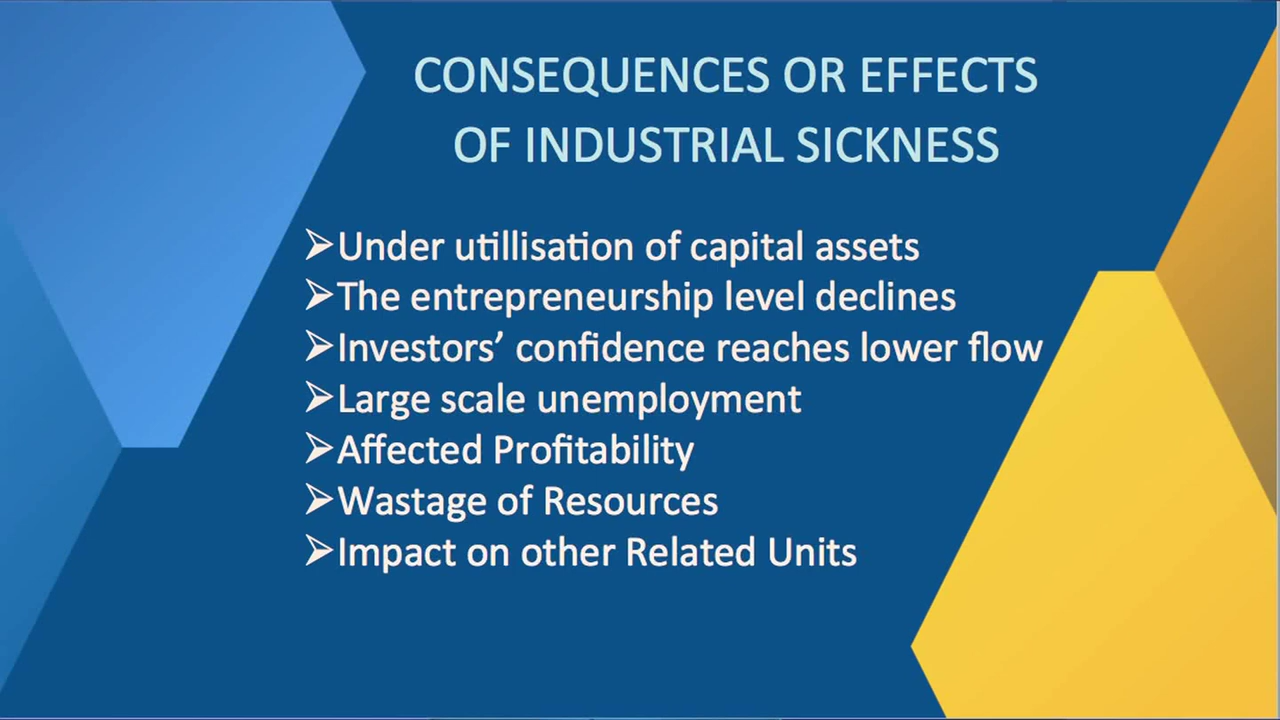 CONSEQUENCES OR EFFECTS
OF INDUSTRIAL SICKNESS
➢Under utillisation of capital assets
➢The entrepreneurship level declines
➢Investors’ confidence reaches lower flow
➢Large scale unemployment
➢Affected Profitability
➢Wastage of Resources
➢Impact on other Related Units